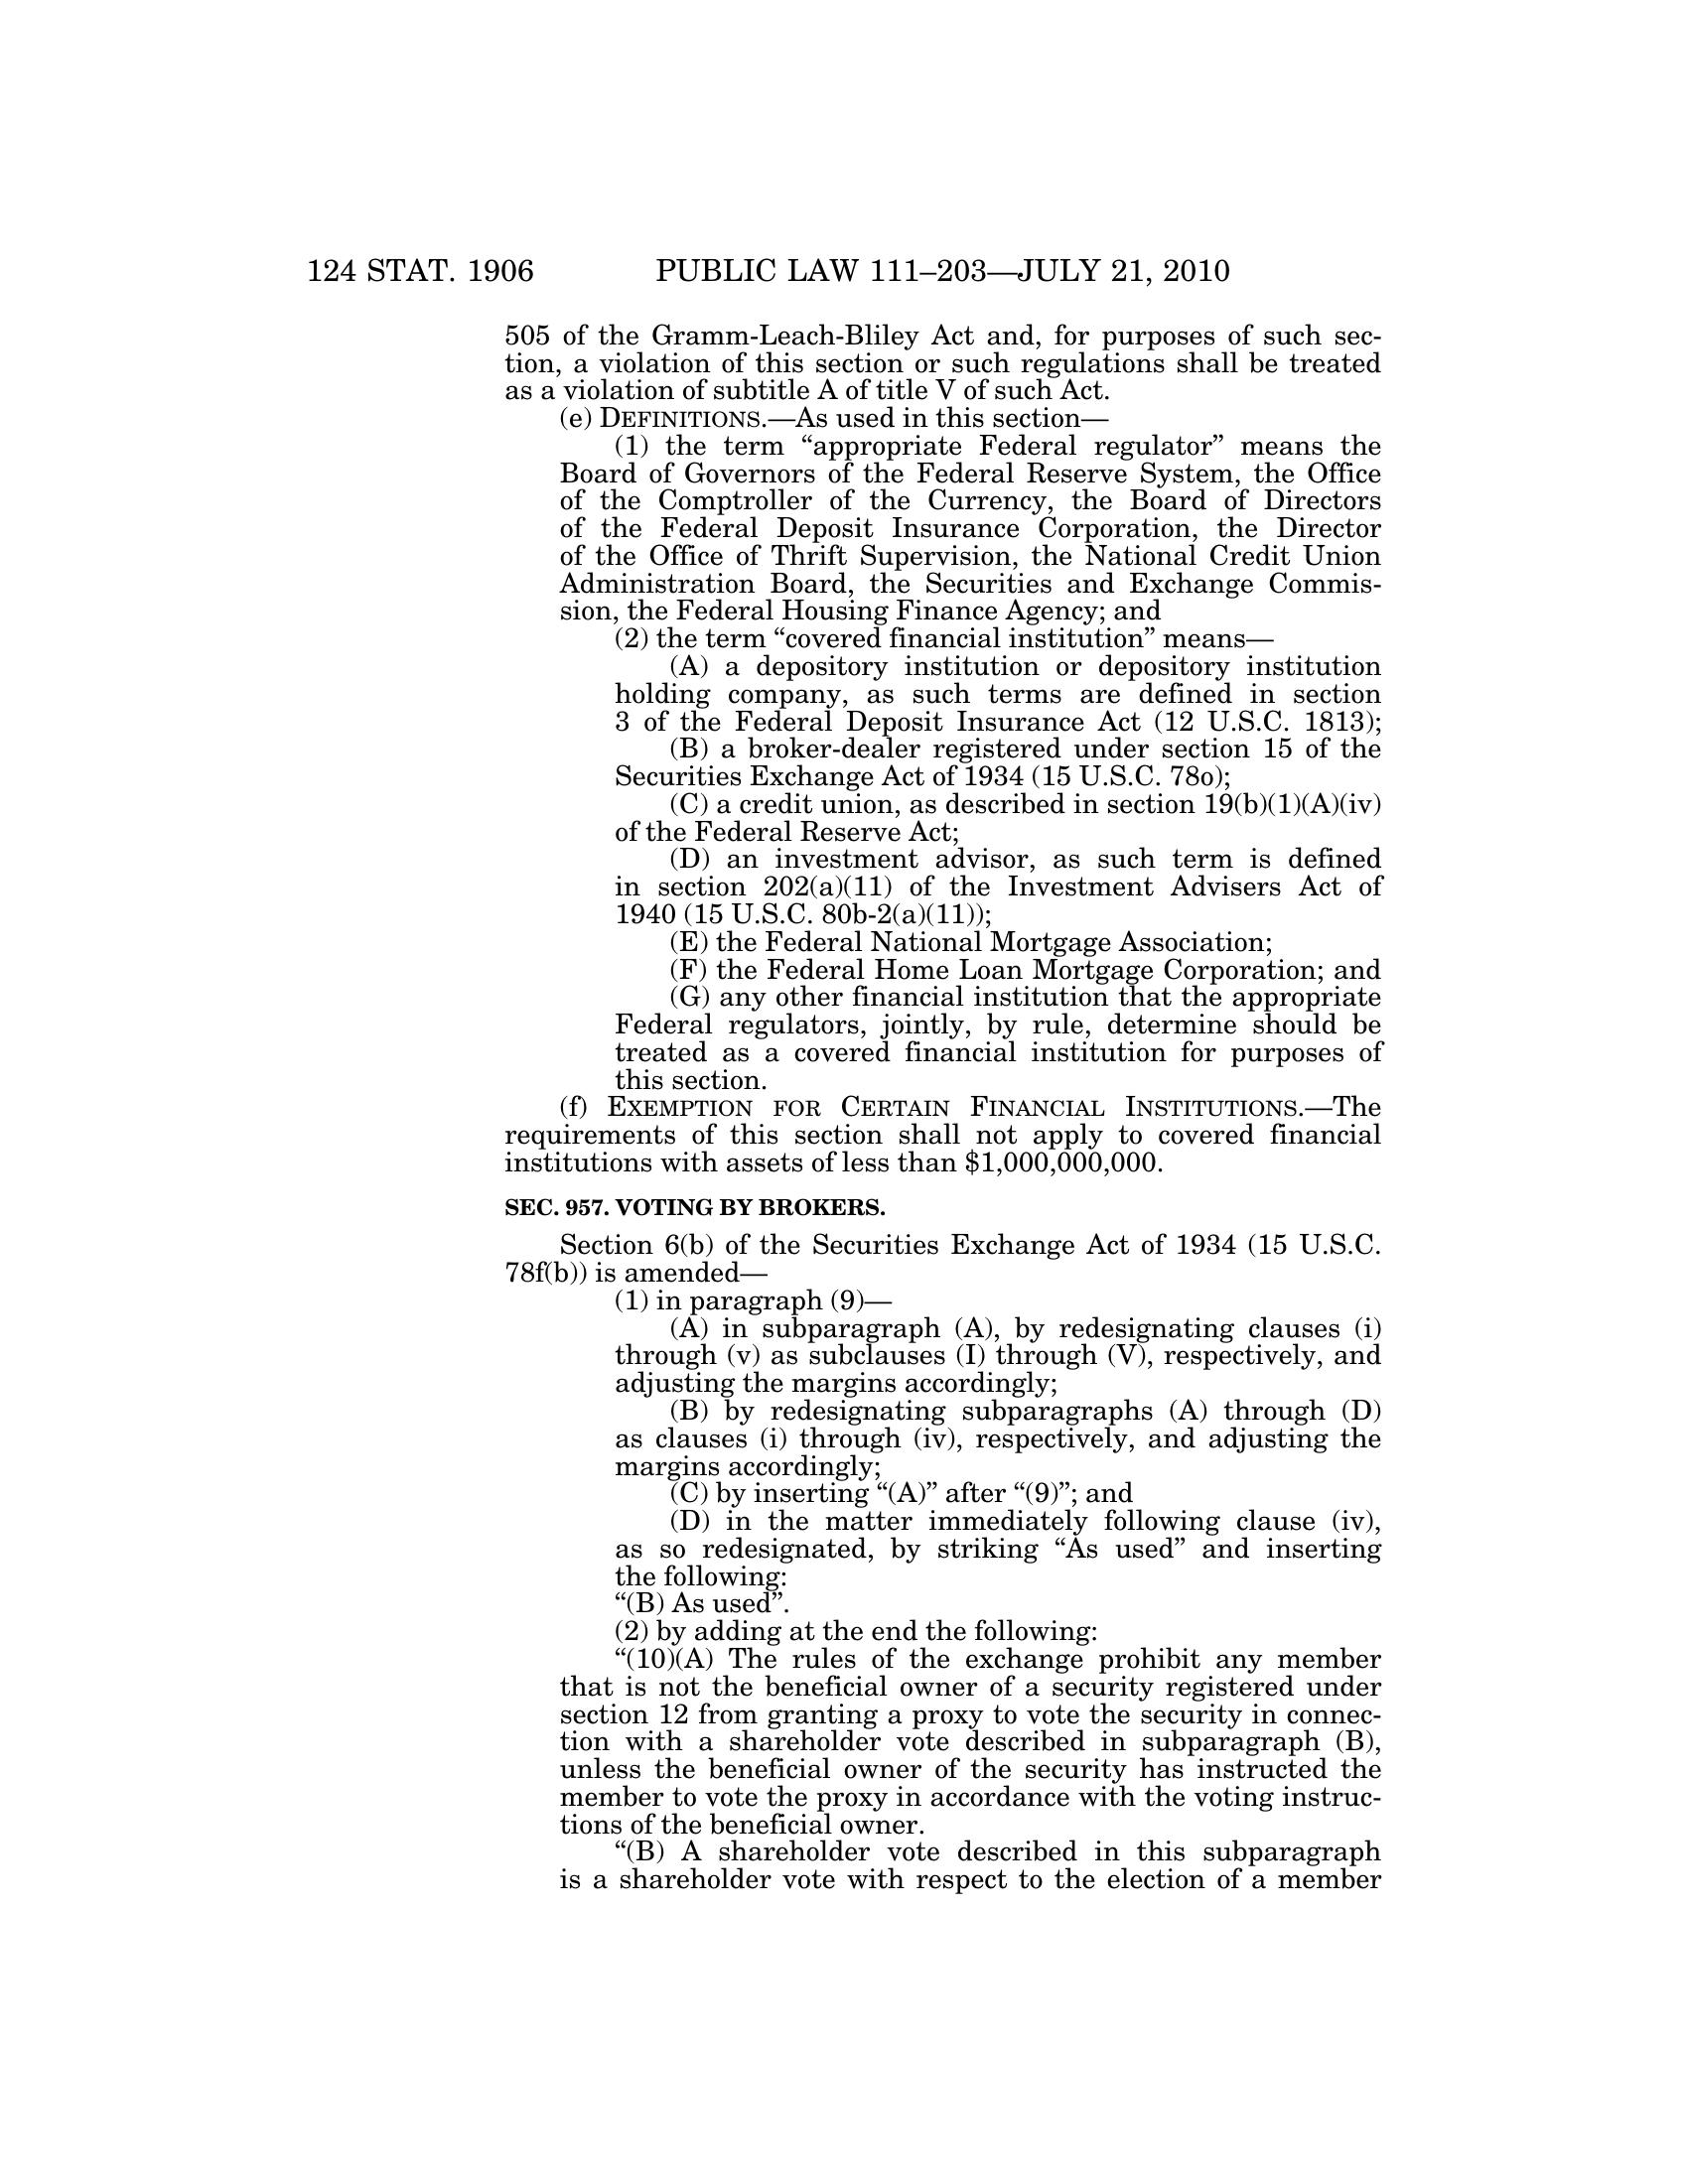 124 STAT. 1906 PUBLIC LAW 111–203—JULY 21, 2010
505 of the Gramm-Leach-Bliley Act and, for purposes of such sec-
tion, a violation of this section or such regulations shall be treated
as a violation of subtitle A of title V of such Act.
(e) DEFINITIONS.—As used in this section—
(1) the term “appropriate Federal regulator” means the
Board of Governors of the Federal Reserve System, the Office
of the Comptroller of the Currency, the Board of Directors
of the Federal Deposit Insurance Corporation, the Director
of the Office of Thrift Supervision, the National Credit Union
Administration Board, the Securities and Exchange Commis-
sion, the Federal Housing Finance Agency; and
(2) the term “covered financial institution” means—
(A) a depository institution or depository institution
holding company, as such terms are defined in section
3 of the Federal Deposit Insurance Act (12 U.S.C. 1813);
(B) a broker-dealer registered under section 15 of the
Securities Exchange Act of 1934 (15 U.S.C. 78o);
(C) a credit union, as described in section 19(b)(1)(A)(iv)
of the Federal Reserve Act;
(D) an investment advisor, as such term is defined
in section 202(a)(11) of the Investment Advisers Act of
1940 (15 U.S.C. 80b-2(a)(11));
(E) the Federal National Mortgage Association;
(F) the Federal Home Loan Mortgage Corporation; and
(G) any other financial institution that the appropriate
Federal regulators, jointly, by rule, determine should be
treated as a covered financial institution for purposes of
this section.
(f) EXEMPTION FOR CERTAIN FINANCIAL INSTITUTIONS.—The
requirements of this section shall not apply to covered financial
institutions with assets of less than $1,000,000,000.
SEC. 957. VOTING BY BROKERS.
Section 6(b) of the Securities Exchange Act of 1934 (15 U.S.C.
78f(b)) is amended—
(1) in paragraph (9)—
(A) in subparagraph (A), by redesignating clauses (i)
through (v) as subclauses (I) through (V), respectively, and
adjusting the margins accordingly;
(B) by redesignating subparagraphs (A) through (D)
as clauses (i) through (iv), respectively, and adjusting the
margins accordingly;
(C) by inserting “(A)” after “(9)”; and
(D) in the matter immediately following clause (iv),
as so redesignated, by striking “As used” and inserting
the following:
“(B) As used”.
(2) by adding at the end the following:
“(10)(A) The rules of the exchange prohibit any member
that is not the beneficial owner of a security registered under
section 12 from granting a proxy to vote the security in connec-
tion with a shareholder vote described in subparagraph (B),
unless the beneficial owner of the security has instructed the
member to vote the proxy in accordance with the voting instruc-
tions of the beneficial owner.
“(B) A shareholder vote described in this subparagraph
is a shareholder vote with respect to the election of a member